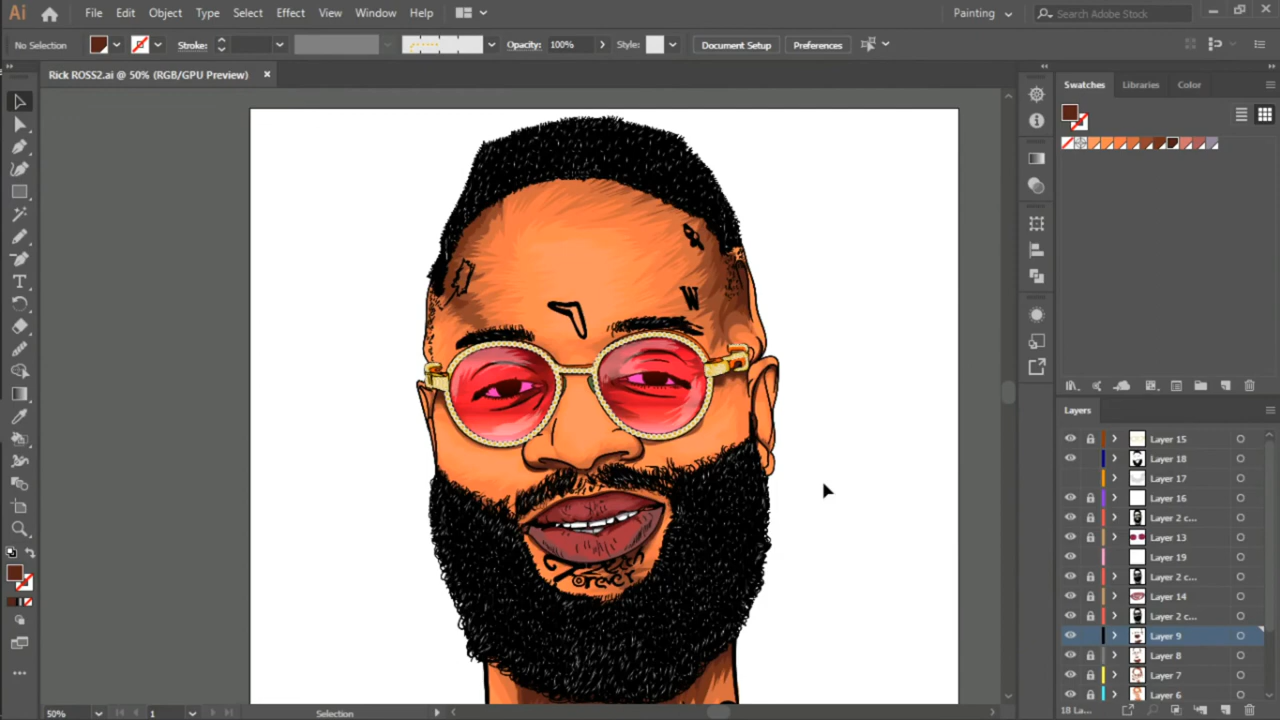 Ai File Edit Object Type Select Effect View Window Help Painting Search Adobe Stock
No Selection Stroke: Opacity: 100% Style: Document Setup Preferences
Rick ROSS2.ai @ 50% (RGB/GPU Preview) ×
Swatches Libraries Color
W
Forever
Layers
Layer 15
Layer 18
Layer 17
Layer 16
Layer 2 c...
Layer 13
Layer 19
Layer 2 c...
Layer 14
Layer 2 c...
Layer 9
Layer 8
Layer 7
Layer 6
50% 1 Selection 18 La...